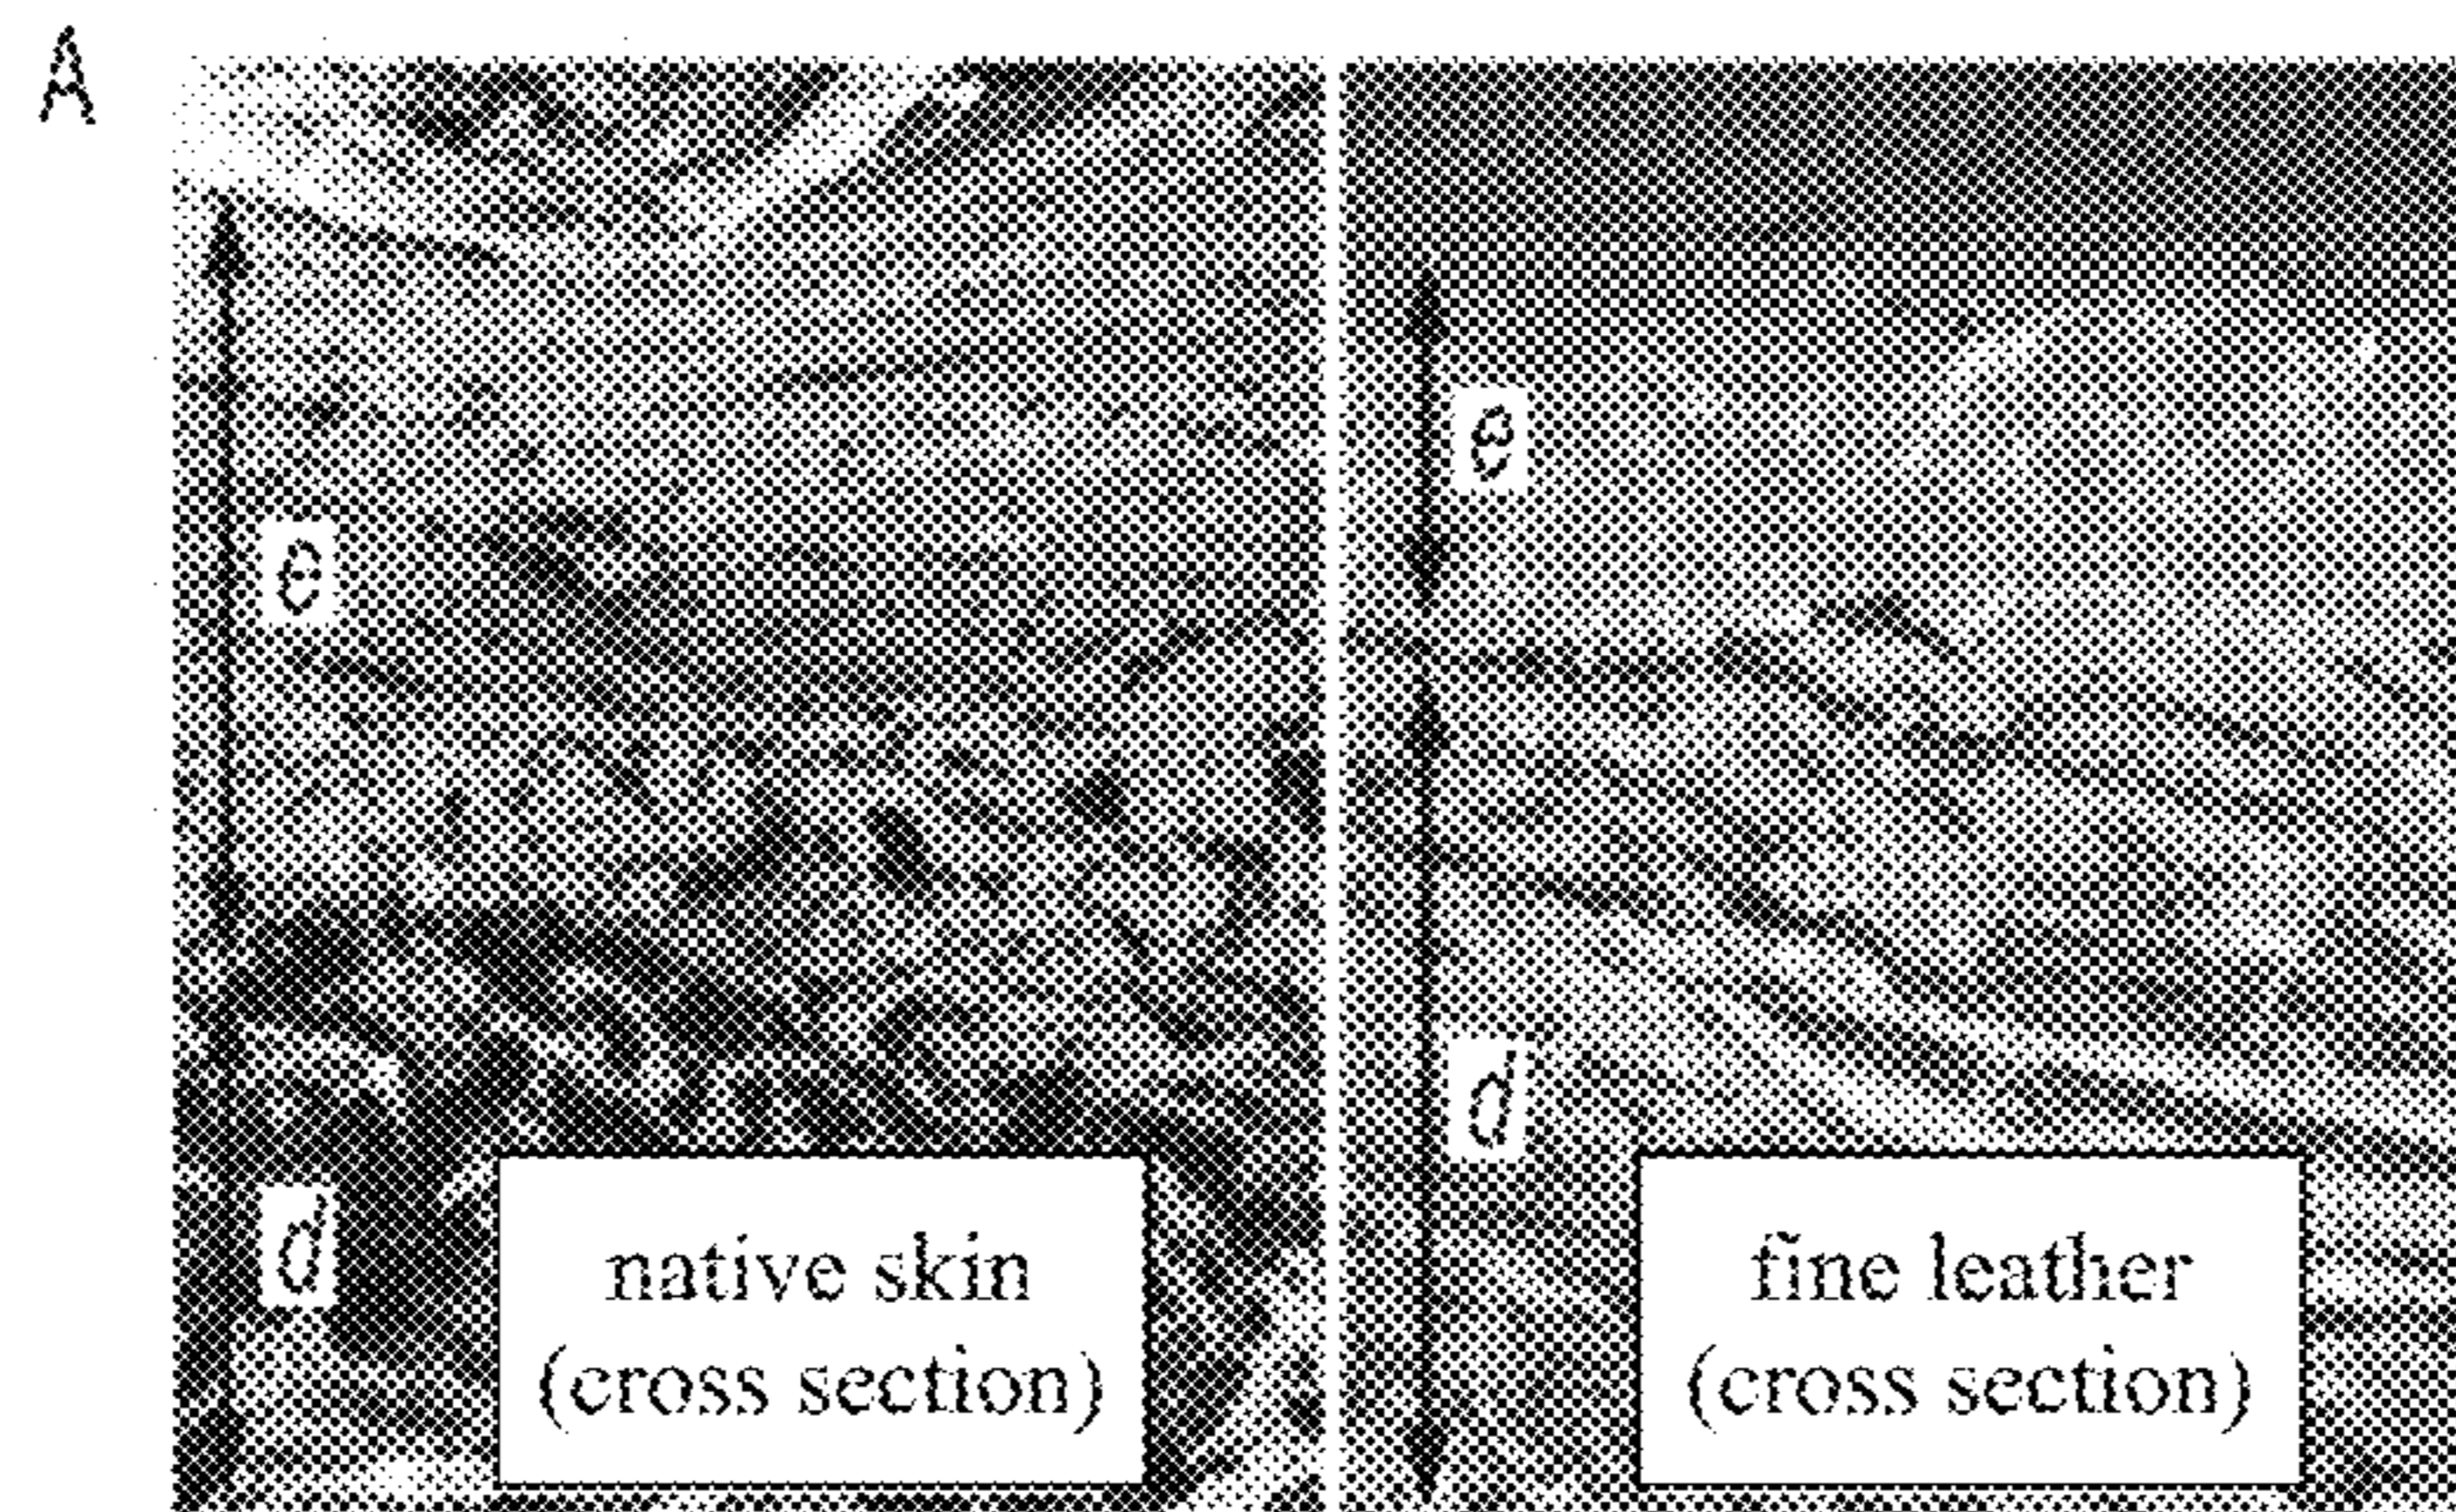 A
e
d
native skin
(cross section)
e
d
fine leather
(cross section)